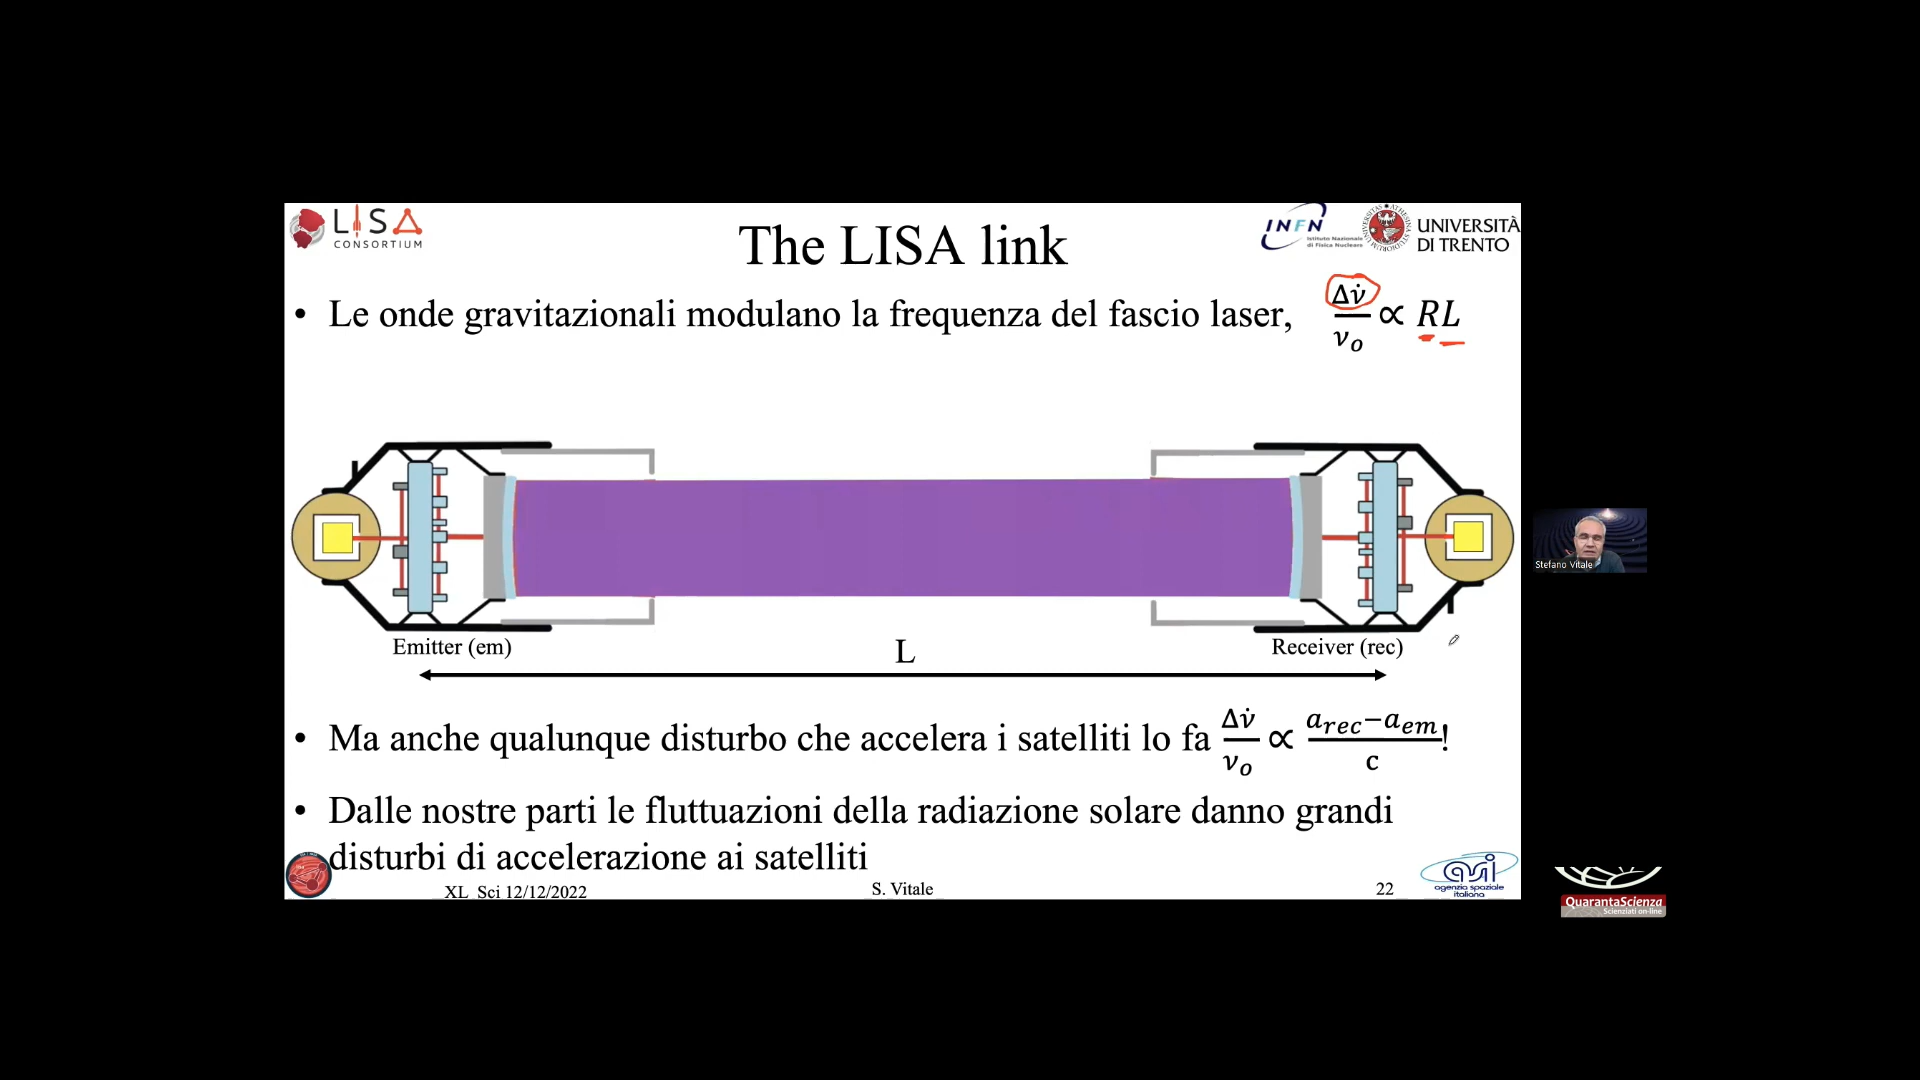 LISA
CONSORTIUM
The LISA link
INFN
Istituto Nazionale
di Fisica Nucleare
UNIVERSITÀ
DI TRENTO
• Le onde gravitazionali modulano la frequenza del fascio laser, Δν̇/ν₀ ∝ RL
Stefano Vitale
Emitter (em)
L
Receiver (rec)
• Ma anche qualunque disturbo che accelera i satelliti lo fa Δν̇/ν₀ ∝ (a_rec−a_em)/c!
• Dalle nostre parti le fluttuazioni della radiazione solare danno grandi
disturbi di accelerazione ai satelliti
XL_Sci 12/12/2022
S. Vitale
22
asi
agenzia spaziale
italiana
QuarantaScienza
Scienziati on-line